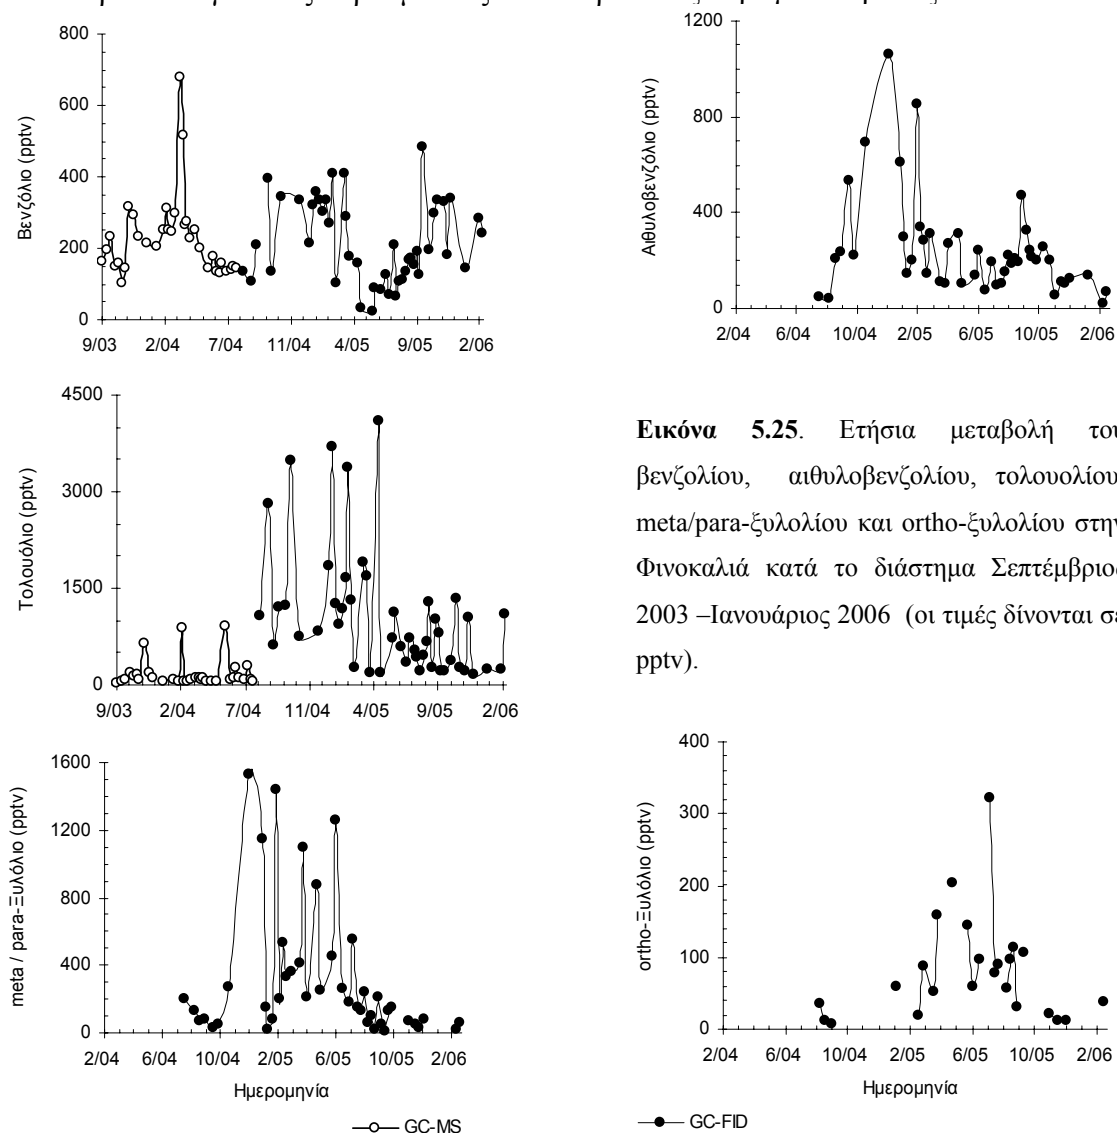 800
600
400
200
0
Βενζόλιο (pptv)
9/03 2/04 7/04 11/04 4/05 9/05 2/06
1200
800
400
0
Αιθυλοβενζόλιο (pptv)
2/04 6/04 10/04 2/05 6/05 10/05 2/06
4500
3000
1500
0
Τολουόλιο (pptv)
9/03 2/04 7/04 11/04 4/05 9/05 2/06
Εικόνα 5.25. Ετήσια μεταβολή του
βενζολίου, αιθυλοβενζολίου, τολουολίου
meta/para-ξυλολίου και ortho-ξυλολίου στην
Φινοκαλιά κατά το διάστημα Σεπτέμβριος
2003 –Ιανουάριος 2006 (οι τιμές δίνονται σε
pptv).
1600
1200
800
400
0
meta / para-Ξυλόλιο (pptv)
2/04 6/04 10/04 2/05 6/05 10/05 2/06
Ημερομηνία
400
300
200
100
0
ortho-Ξυλόλιο (pptv)
2/04 6/04 10/04 2/05 6/05 10/05 2/06
Ημερομηνία
GC-MS
GC-FID